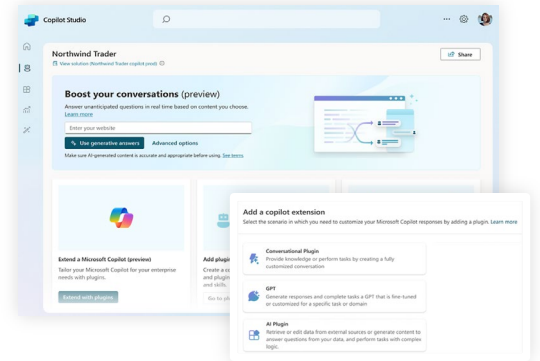 Copilot Studio
Northwind Trader
Share
View solution (Northwind Trader copilot prod)
Boost your conversations (preview)
Answer unanticipated questions in real time based on content you choose.
Learn more
Enter your website
Use generative answers
Advanced options
Make sure AI-generated content is accurate and appropriate before using. See terms.
Extend a Microsoft Copilot (preview)
Tailor your Microsoft Copilot for your enterprise
needs with plugins.
Extend with plugins
Add plugin
Create a co
and plugin
and skills.
Go to pl
Add a copilot extension
Select the scenario in which you need to customize your Microsoft Copilot responses by adding a plugin. Learn more
Conversational Plugin
Provide knowledge or perform tasks by creating a fully
customized conversation
GPT
Generate responses and complete tasks a GPT that is fine-tuned
or customized for a specific task or domain
AI Plugin
Retrieve or edit data from external sources or generate content to
answer questions from your data, and perform tasks with complex
logic.